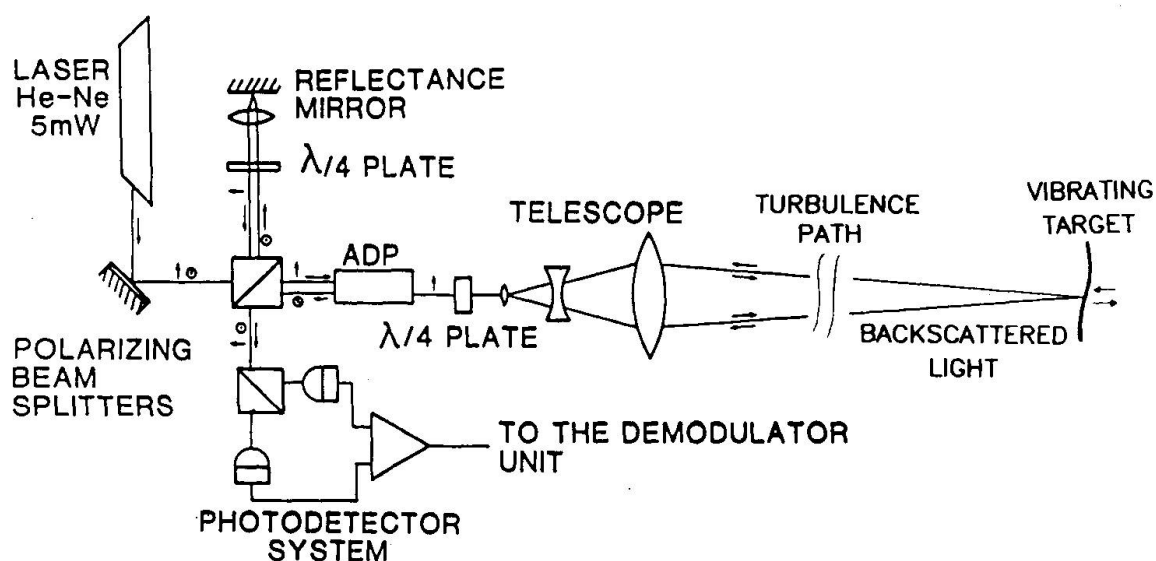 LASER
He-Ne
5mW
REFLECTANCE
MIRROR
λ/4 PLATE
TELESCOPE
TURBULENCE
PATH
VIBRATING
TARGET
ADP
λ/4 PLATE
BACKSCATTERED
LIGHT
POLARIZING
BEAM
SPLITTERS
TO THE DEMODULATOR
UNIT
PHOTODETECTOR
SYSTEM